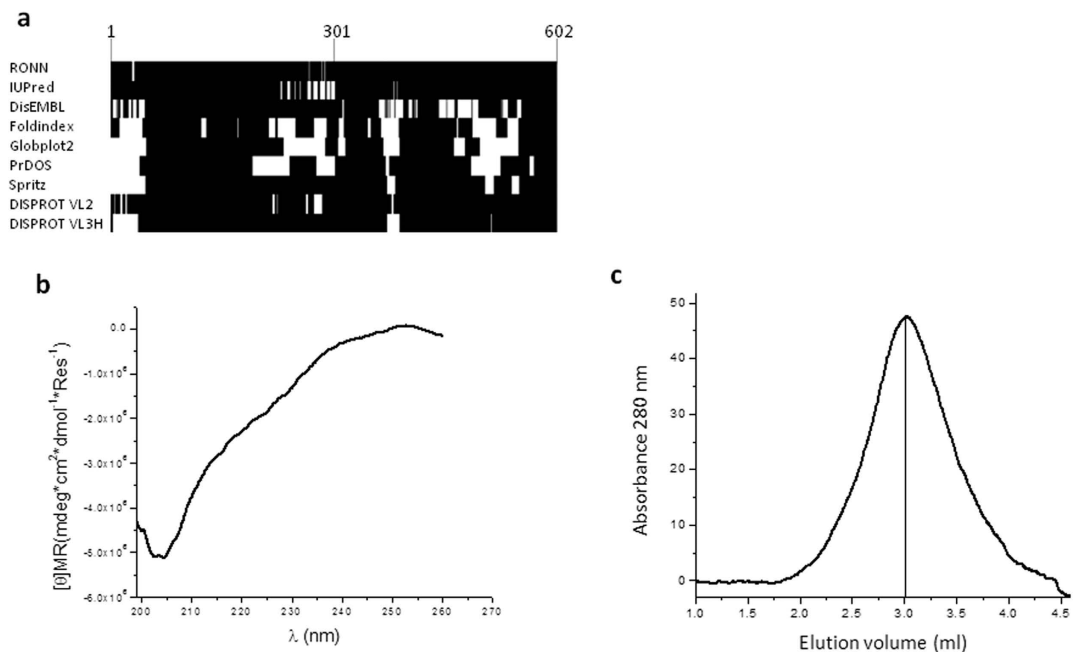 a
1 301 602
RONN
IUPred
DisEMBL
Foldindex
Globplot2
PrDOS
Spritz
DISPROT VL2
DISPROT VL3H
b
[θ]MR(mdeg*cm²*dmol⁻¹*Res⁻¹)
0.0
-1.0x10⁶
-2.0x10⁶
-3.0x10⁶
-4.0x10⁶
-5.0x10⁶
-6.0x10⁶
200 210 220 230 240 250 260 270
λ (nm)
c
Absorbance 280 nm
50
40
30
20
10
0
1.0 1.5 2.0 2.5 3.0 3.5 4.0 4.5
Elution volume (ml)